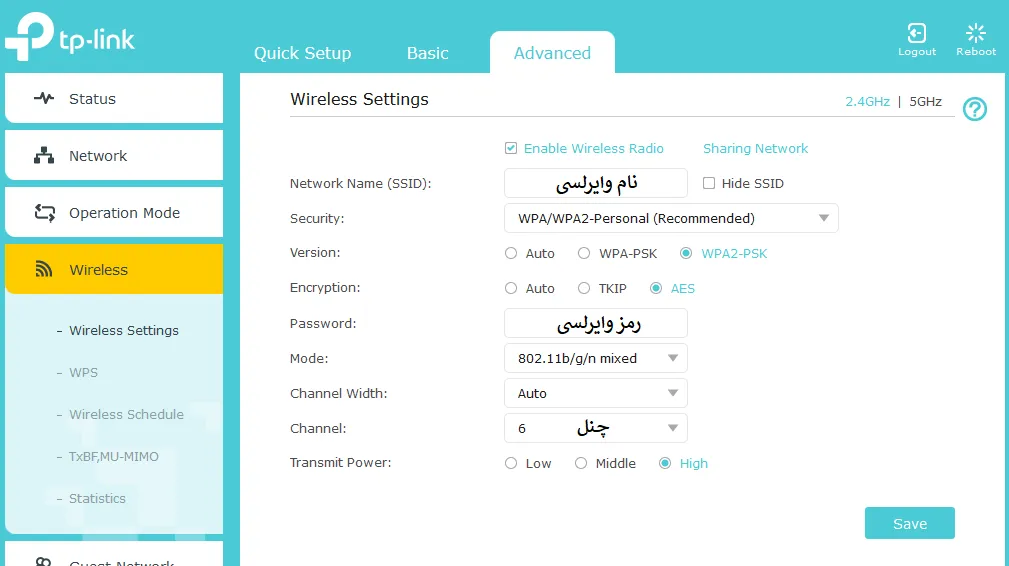 tp-link
Quick Setup Basic Advanced
Logout Reboot
Status
Network
Operation Mode
Wireless
- Wireless Settings
- WPS
- Wireless Schedule
- TxBF,MU-MIMO
- Statistics
Guest Network
Wireless Settings 2.4GHz | 5GHz ?
Enable Wireless Radio Sharing Network
Network Name (SSID): نام وایرلسی Hide SSID
Security: WPA/WPA2-Personal (Recommended)
Version: Auto WPA-PSK WPA2-PSK
Encryption: Auto TKIP AES
Password: رمز وایرلسی
Mode: 802.11b/g/n mixed
Channel Width: Auto
Channel: 6 چنل
Transmit Power: Low Middle High
Save